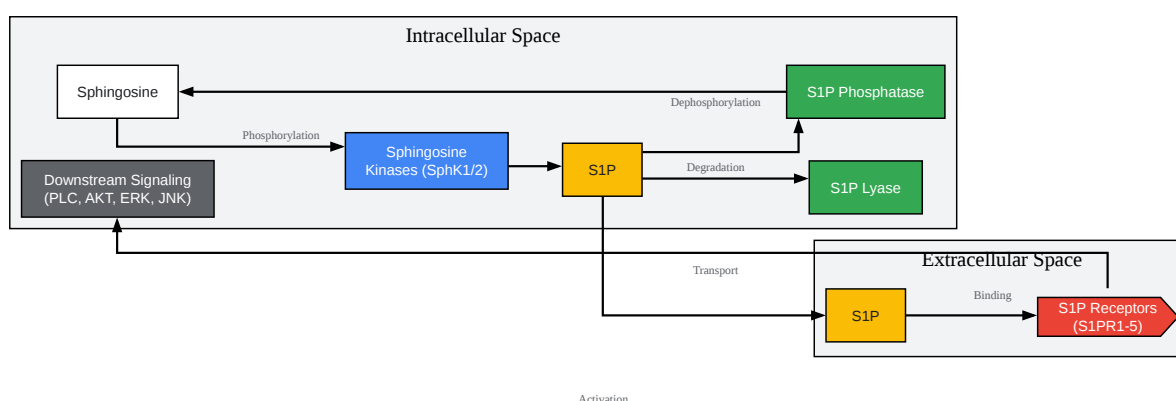 Intracellular Space
Sphingosine
S1P Phosphatase
Dephosphorylation
Phosphorylation
Sphingosine
Kinases (SphK1/2)
S1P
Degradation
Downstream Signaling
(PLC, AKT, ERK, JNK)
S1P Lyase
Extracellular Space
Transport
Binding
S1P
S1P Receptors
(S1PR1-5)
Activation